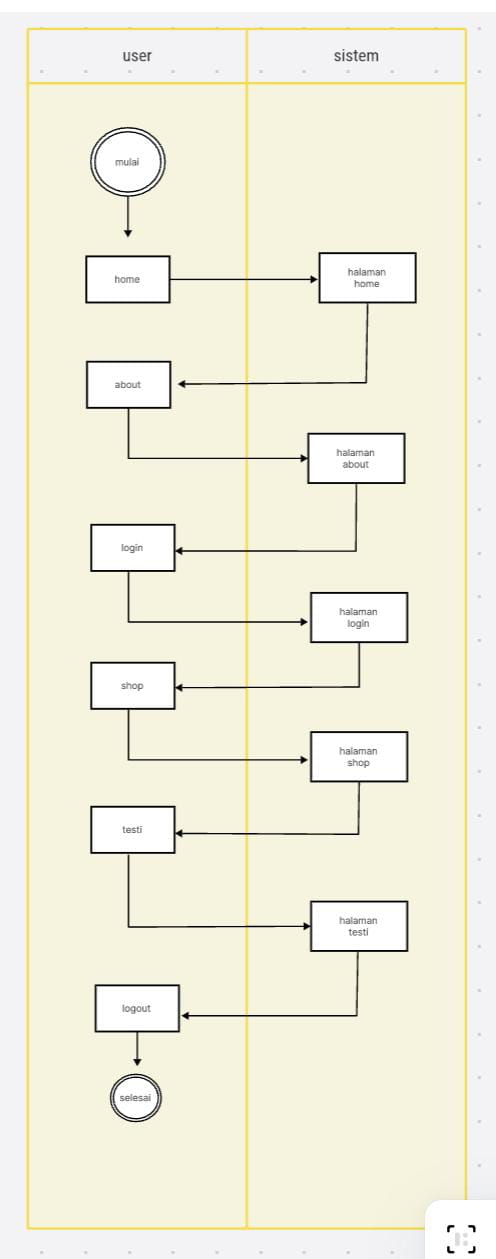 user
sistem
mulai
home
halaman
home
about
halaman
about
login
halaman
login
shop
halaman
shop
testi
halaman
testi
logout
selesai